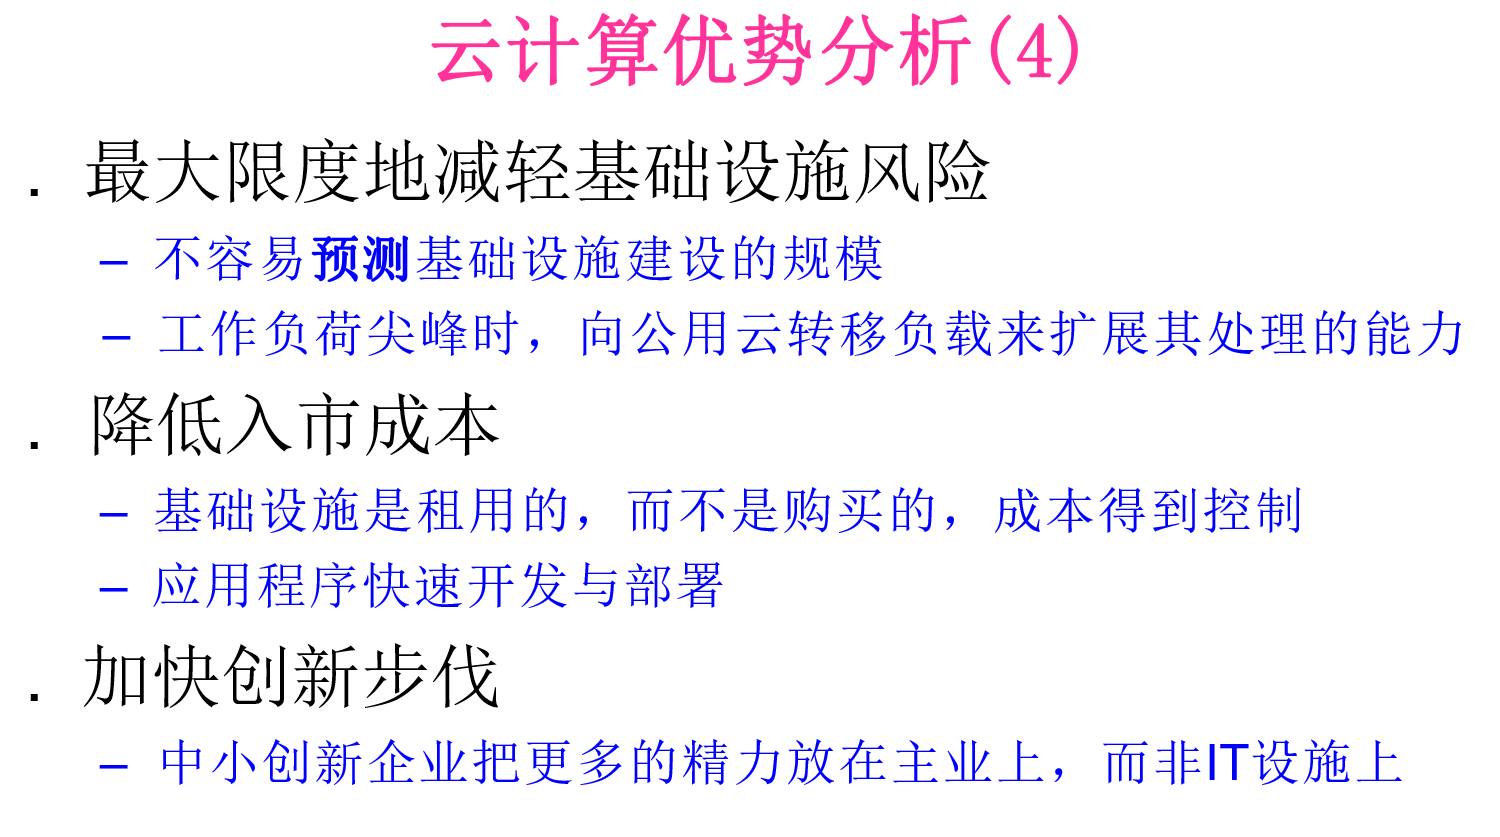 云计算优势分析(4)
. 最大限度地减轻基础设施风险
– 不容易预测基础设施建设的规模
– 工作负荷尖峰时，向公用云转移负载来扩展其处理的能力
. 降低入市成本
– 基础设施是租用的，而不是购买的，成本得到控制
– 应用程序快速开发与部署
. 加快创新步伐
– 中小创新企业把更多的精力放在主业上，而非IT设施上